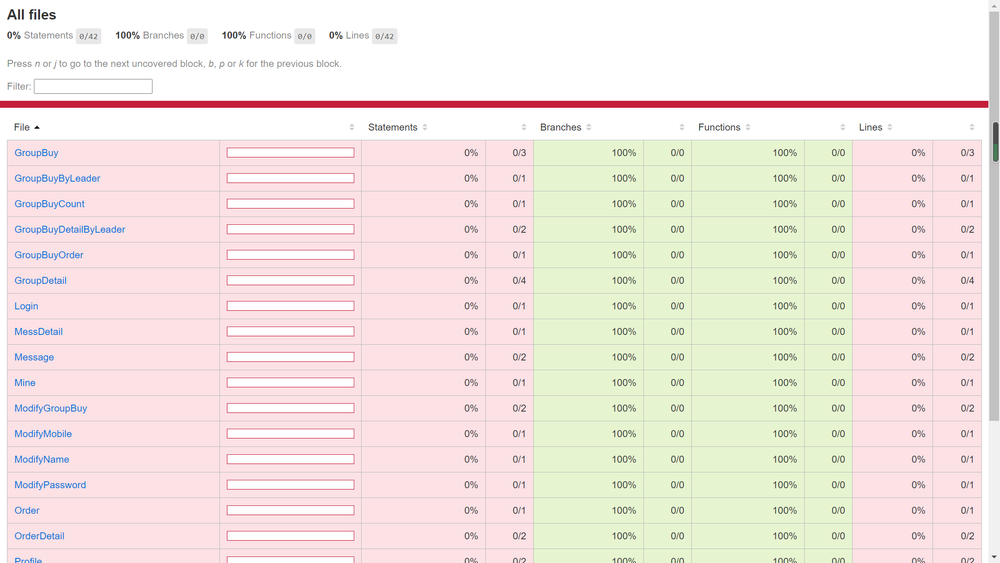 All files
0% Statements 0/42 100% Branches 0/0 100% Functions 0/0 0% Lines 0/42
Press n or j to go to the next uncovered block, b, p or k for the previous block.
Filter:
File Statements Branches Functions Lines
GroupBuy 0% 0/3 100% 0/0 100% 0/0 0% 0/3
GroupBuyByLeader 0% 0/1 100% 0/0 100% 0/0 0% 0/1
GroupBuyCount 0% 0/1 100% 0/0 100% 0/0 0% 0/1
GroupBuyDetailByLeader 0% 0/2 100% 0/0 100% 0/0 0% 0/2
GroupBuyOrder 0% 0/1 100% 0/0 100% 0/0 0% 0/1
GroupDetail 0% 0/4 100% 0/0 100% 0/0 0% 0/4
Login 0% 0/1 100% 0/0 100% 0/0 0% 0/1
MessDetail 0% 0/1 100% 0/0 100% 0/0 0% 0/1
Message 0% 0/2 100% 0/0 100% 0/0 0% 0/2
Mine 0% 0/1 100% 0/0 100% 0/0 0% 0/1
ModifyGroupBuy 0% 0/2 100% 0/0 100% 0/0 0% 0/2
ModifyMobile 0% 0/1 100% 0/0 100% 0/0 0% 0/1
ModifyName 0% 0/1 100% 0/0 100% 0/0 0% 0/1
ModifyPassword 0% 0/1 100% 0/0 100% 0/0 0% 0/1
Order 0% 0/1 100% 0/0 100% 0/0 0% 0/1
OrderDetail 0% 0/2 100% 0/0 100% 0/0 0% 0/2
Profile 0% 0/2 100% 0/0 100% 0/0 0% 0/2